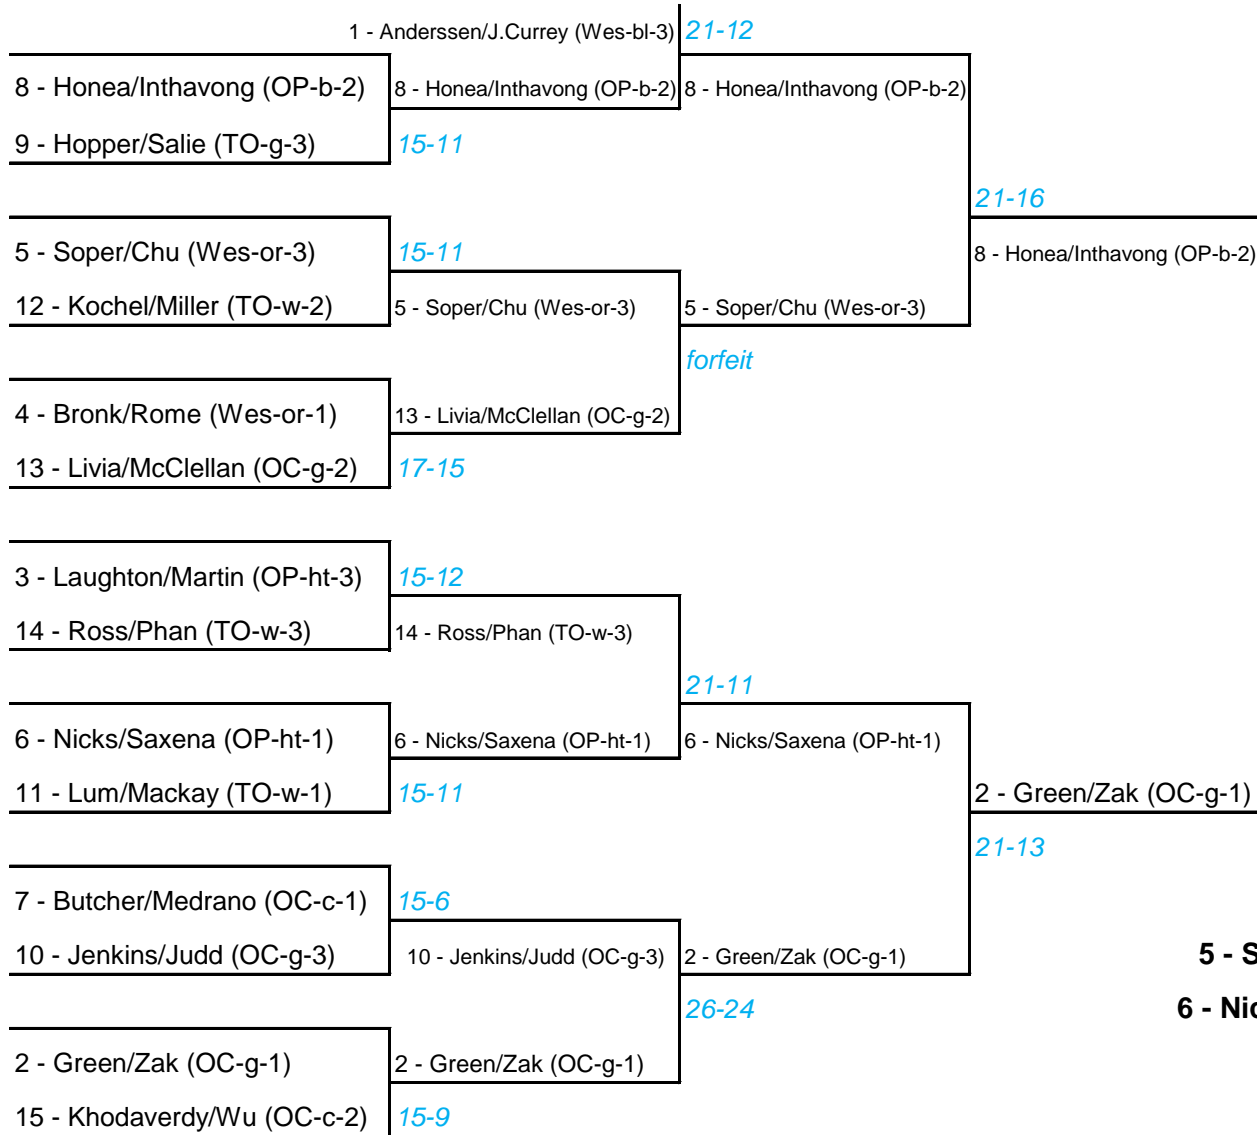 1 - Anderssen/J.Currey (Wes-bl-3) 21-12
8 - Honea/Inthavong (OP-b-2) 8 - Honea/Inthavong (OP-b-2) 8 - Honea/Inthavong (OP-b-2)
9 - Hopper/Salie (TO-g-3) 15-11
21-16
5 - Soper/Chu (Wes-or-3) 15-11 8 - Honea/Inthavong (OP-b-2)
12 - Kochel/Miller (TO-w-2) 5 - Soper/Chu (Wes-or-3) 5 - Soper/Chu (Wes-or-3)
forfeit
4 - Bronk/Rome (Wes-or-1) 13 - Livia/McClellan (OC-g-2)
13 - Livia/McClellan (OC-g-2) 17-15
3 - Laughton/Martin (OP-ht-3) 15-12
14 - Ross/Phan (TO-w-3) 14 - Ross/Phan (TO-w-3)
21-11
6 - Nicks/Saxena (OP-ht-1) 6 - Nicks/Saxena (OP-ht-1) 6 - Nicks/Saxena (OP-ht-1)
11 - Lum/Mackay (TO-w-1) 15-11 2 - Green/Zak (OC-g-1)
21-13
7 - Butcher/Medrano (OC-c-1) 15-6
10 - Jenkins/Judd (OC-g-3) 10 - Jenkins/Judd (OC-g-3) 2 - Green/Zak (OC-g-1) 5 - S
26-24 6 - Nic
2 - Green/Zak (OC-g-1) 2 - Green/Zak (OC-g-1)
15 - Khodaverdy/Wu (OC-c-2) 15-9